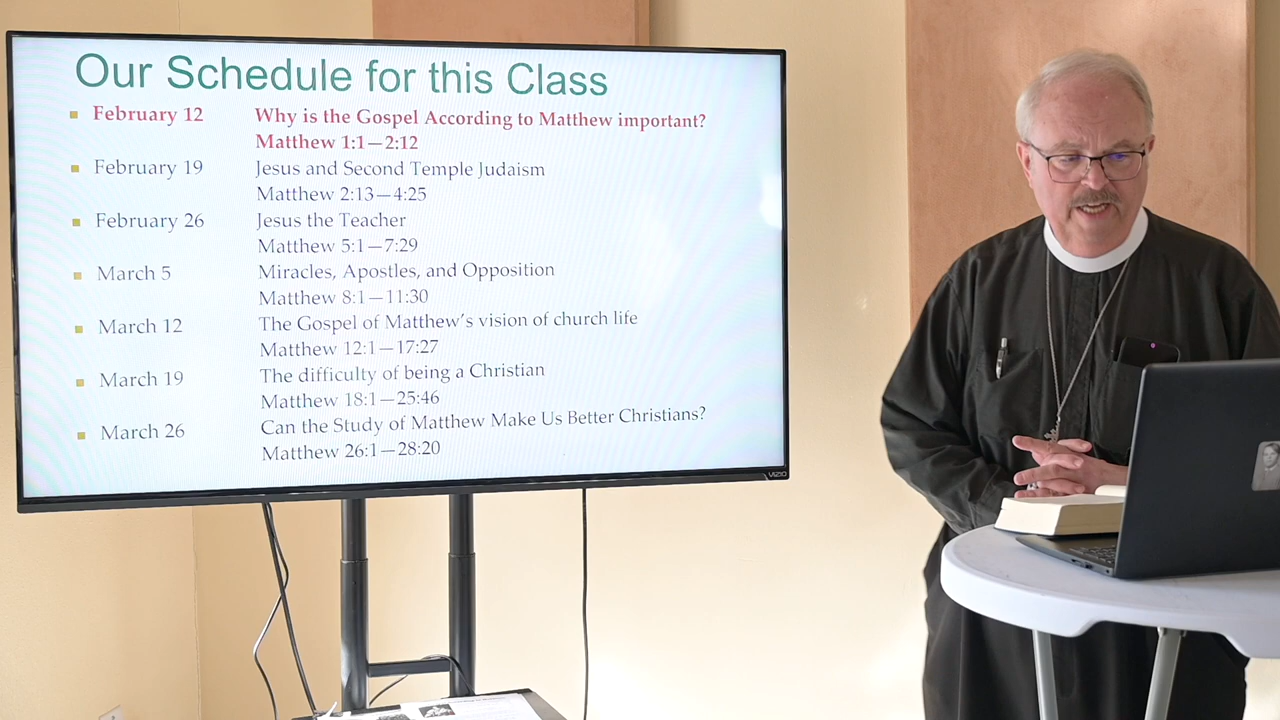 Our Schedule for this Class
February 12 Why is the Gospel According to Matthew important?
Matthew 1:1—2:12
February 19 Jesus and Second Temple Judaism
Matthew 2:13—4:25
February 26 Jesus the Teacher
Matthew 5:1—7:29
March 5 Miracles, Apostles, and Opposition
Matthew 8:1—11:30
March 12 The Gospel of Matthew's vision of church life
Matthew 12:1—17:27
March 19 The difficulty of being a Christian
Matthew 18:1—25:46
March 26 Can the Study of Matthew Make Us Better Christians?
Matthew 26:1—28:20
VIZIO